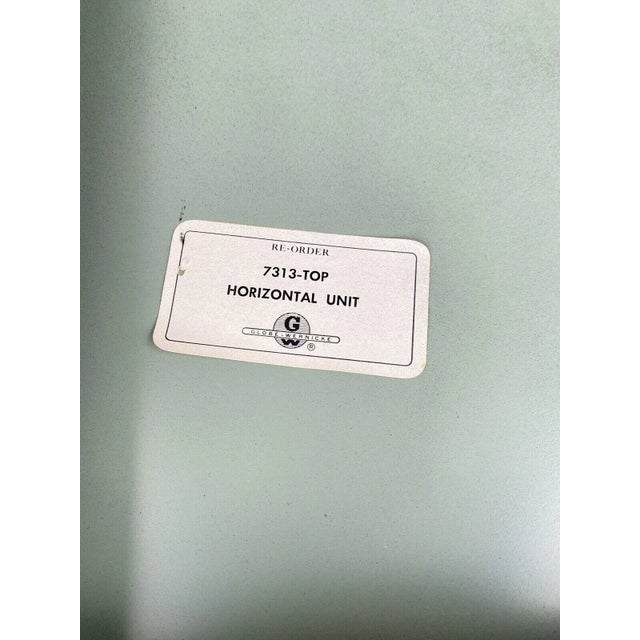 RE-ORDER
7313-TOP
HORIZONTAL UNIT
G
GLOBE-WERNICKE
W ®